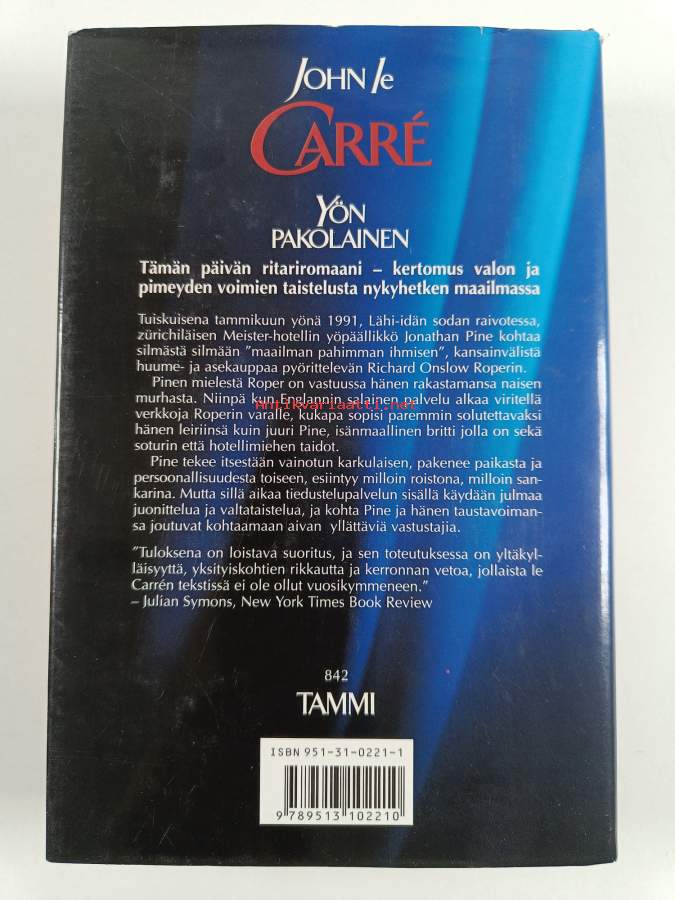 JOHN le
CARRÉ
YÖN
PAKOLAINEN
Tämän päivän ritariromaani – kertomus valon ja
pimeyden voimien taistelusta nykyhetken maailmassa
Tuiskuisena tammikuun yönä 1991, Lähi-idän sodan raivotessa,
zürichiläisen Meister-hotellin yöpäällikkö Jonathan Pine kohtaa
silmästä silmään "maailman pahimman ihmisen", kansainvälistä
huume- ja asekauppaa pyörittelevän Richard Onslow Roperin.
Pinen mielestä Roper on vastuussa hänen rakastamansa naisen
murhasta. Niinpä kun Englannin salainen palvelu alkaa viritellä
Antikvariaatti.net
verkkoja Roperin varalle, kukapa sopisi paremmin solutettavaksi
hänen leiriinsä kuin juuri Pine, isänmaallinen britti jolla on sekä
soturin että hotellimiehen taidot.
Pine tekee itsestään vainotun karkulaisen, pakenee paikasta ja
persoonallisuudesta toiseen, esiintyy milloin roistona, milloin san-
karina. Mutta sillä aikaa tiedustelupalvelun sisällä käydään julmaa
juonittelua ja valtataistelua, ja kohta Pine ja hänen taustavoiman-
sa joutuvat kohtaamaan aivan yllättäviä vastustajia.
"Tuloksena on loistava suoritus, ja sen toteutuksessa on yltäkyl-
läisyyttä, yksityiskohtien rikkautta ja kerronnan vetoa, jollaista le
Carrén tekstissä ei ole ollut vuosikymmeneen."
– Julian Symons, New York Times Book Review
842
TAMMI
ISBN 951-31-0221-1
9 789513 102210